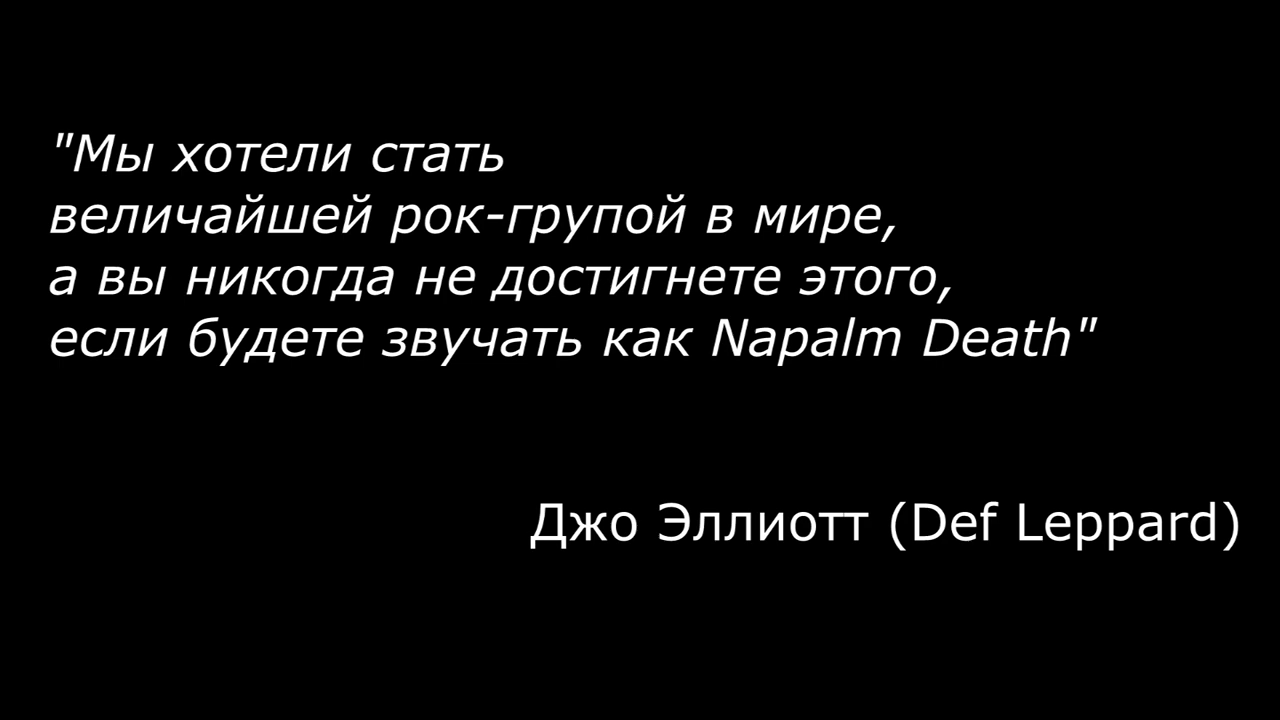 "Мы хотели стать
величайшей рок-групой в мире,
а вы никогда не достигнете этого,
если будете звучать как Napalm Death"
Джо Эллиотт (Def Leppard)